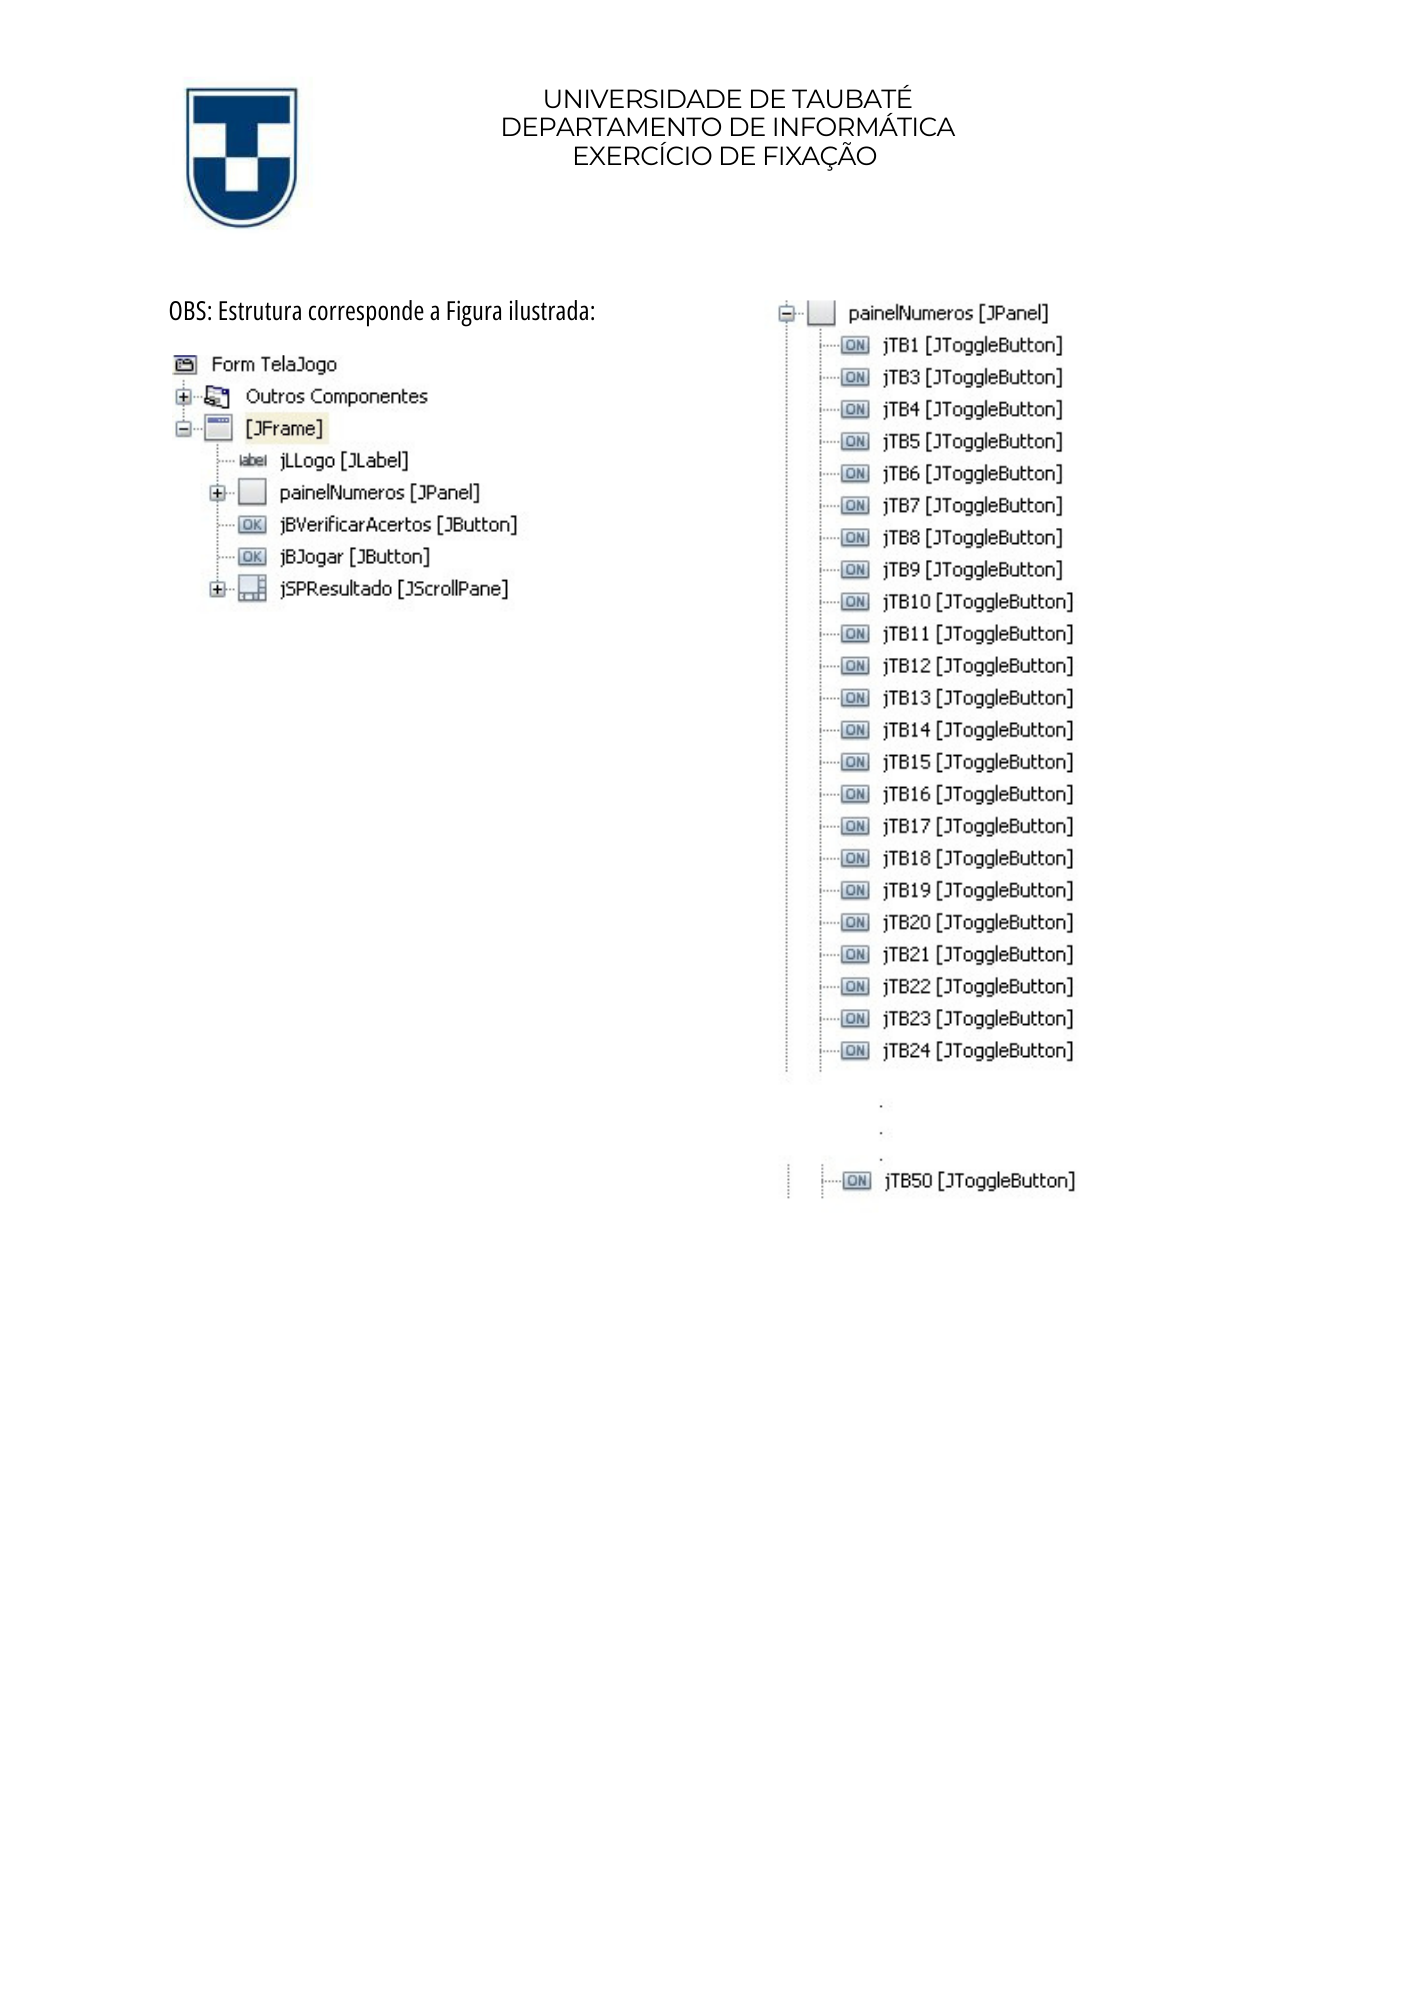 UNIVERSIDADE DE TAUBATÉ
DEPARTAMENTO DE INFORMÁTICA
EXERCÍCIO DE FIXAÇÃO
OBS: Estrutura corresponde a Figura ilustrada:
Form TelaJogo
Outros Componentes
[JFrame]
label jLLogo [JLabel]
painelNumeros [JPanel]
OK jBVerificarAcertos [JButton]
OK jBJogar [JButton]
jSPResultado [JScrollPane]
painelNumeros [JPanel]
ON jTB1 [JToggleButton]
ON jTB3 [JToggleButton]
ON jTB4 [JToggleButton]
ON jTB5 [JToggleButton]
ON jTB6 [JToggleButton]
ON jTB7 [JToggleButton]
ON jTB8 [JToggleButton]
ON jTB9 [JToggleButton]
ON jTB10 [JToggleButton]
ON jTB11 [JToggleButton]
ON jTB12 [JToggleButton]
ON jTB13 [JToggleButton]
ON jTB14 [JToggleButton]
ON jTB15 [JToggleButton]
ON jTB16 [JToggleButton]
ON jTB17 [JToggleButton]
ON jTB18 [JToggleButton]
ON jTB19 [JToggleButton]
ON jTB20 [JToggleButton]
ON jTB21 [JToggleButton]
ON jTB22 [JToggleButton]
ON jTB23 [JToggleButton]
ON jTB24 [JToggleButton]
.
.
.
ON jTB50 [JToggleButton]